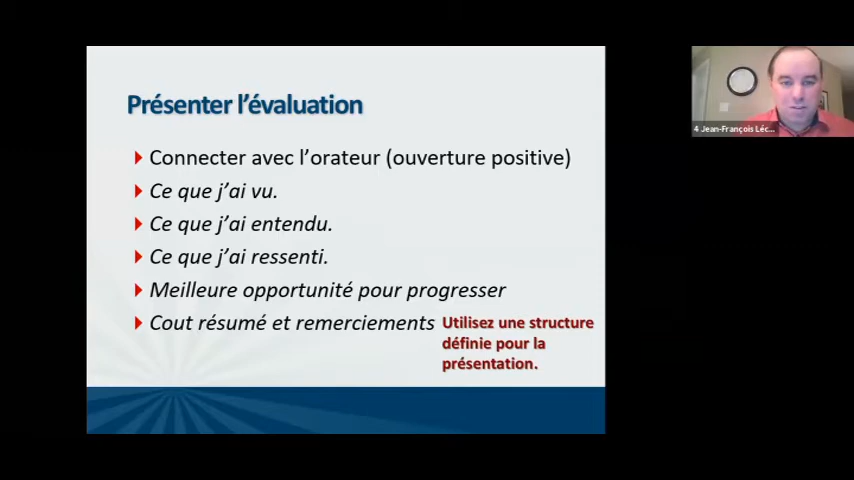 Présenter l'évaluation
Connecter avec l'orateur (ouverture positive)
Ce que j'ai vu.
Ce que j'ai entendu.
Ce que j'ai ressenti.
Meilleure opportunité pour progresser
Cout résumé et remerciements
Utilisez une structure
définie pour la
présentation.
4 Jean-François Léc...